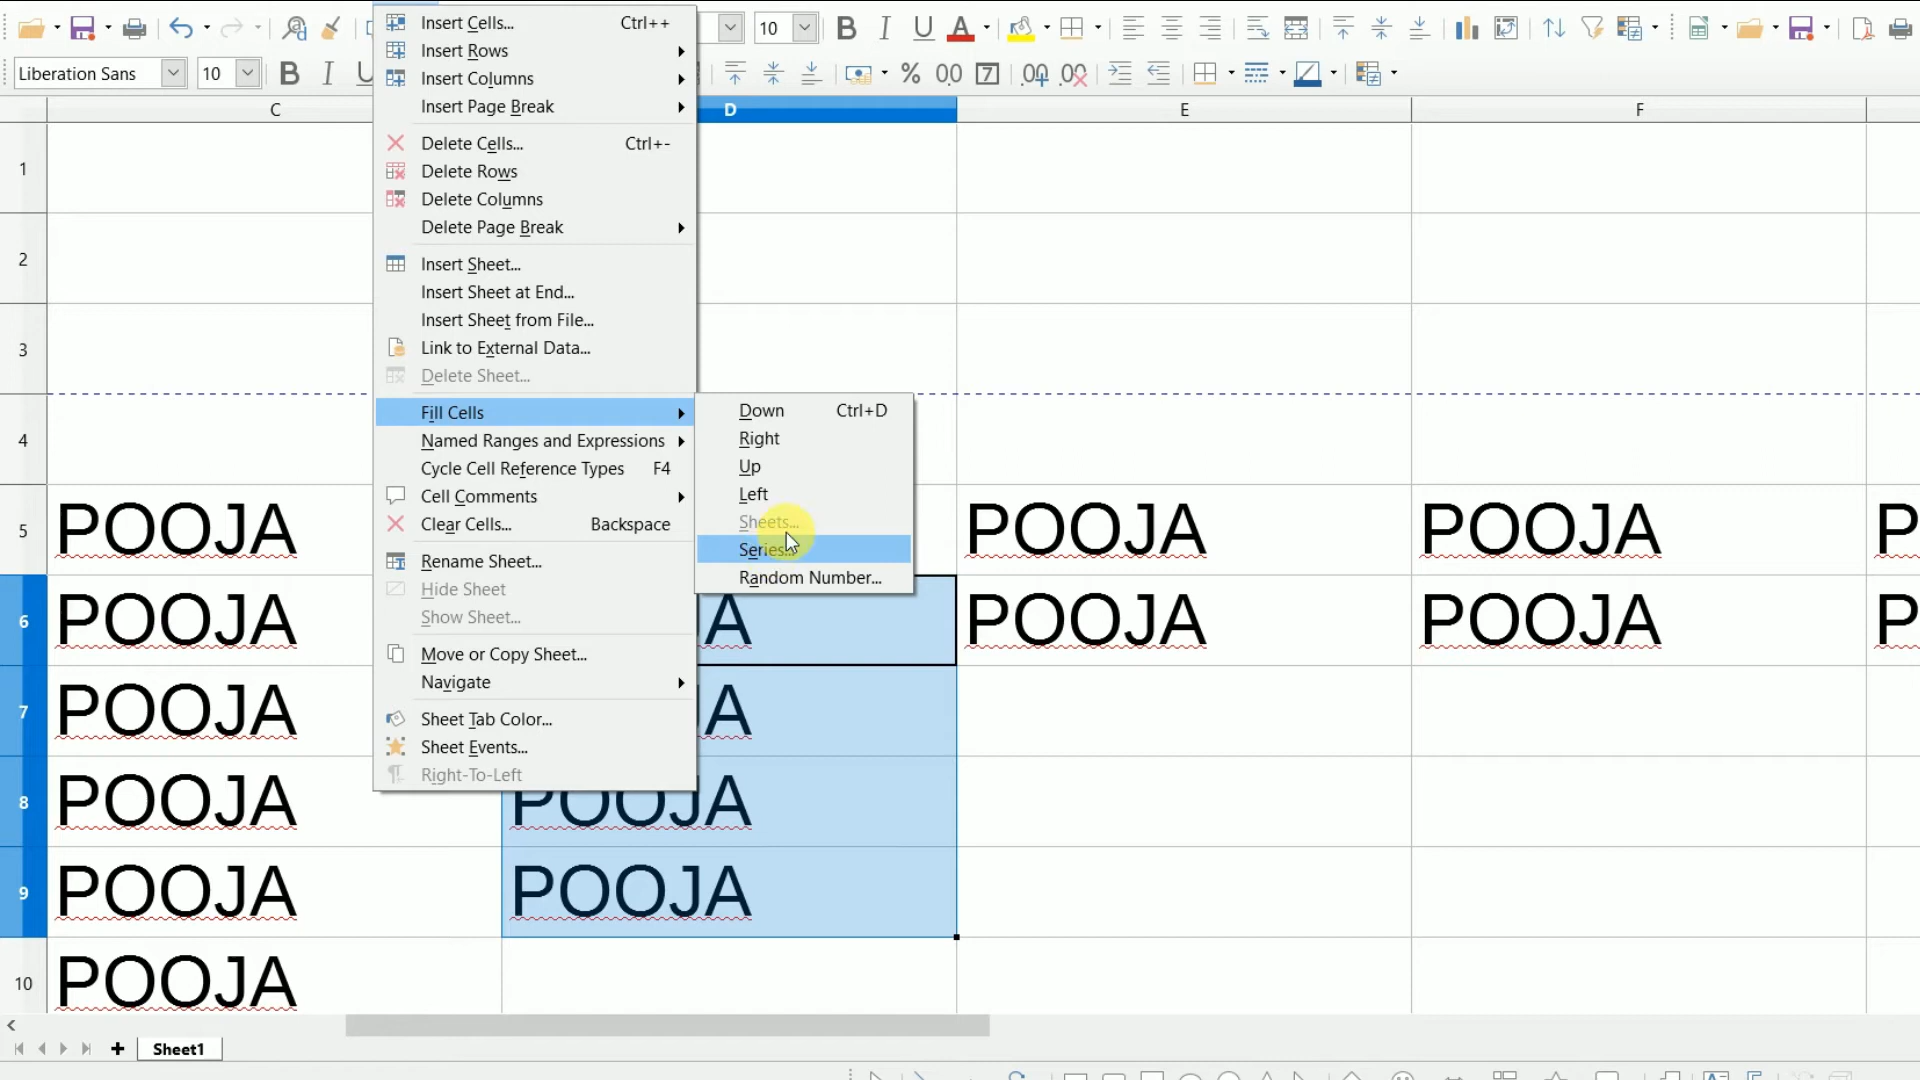 10
B I U A
%
Liberation Sans 10 B I U
C D E F
Insert Cells... Ctrl++
Insert Rows
Insert Columns
Insert Page Break
Delete Cells... Ctrl+-
Delete Rows
Delete Columns
Delete Page Break
Insert Sheet...
Insert Sheet at End...
Insert Sheet from File...
Link to External Data...
Delete Sheet...
Fill Cells
Named Ranges and Expressions
Cycle Cell Reference Types F4
Cell Comments
Clear Cells... Backspace
Rename Sheet...
Hide Sheet
Show Sheet...
Move or Copy Sheet...
Navigate
Sheet Tab Color...
Sheet Events...
Right-To-Left
Down Ctrl+D
Right
Up
Left
Sheets...
Series...
Random Number...
1
2
3
4
5 POOJA POOJA POOJA P
6 POOJA A POOJA POOJA P
7 POOJA A
8 POOJA POOJA
9 POOJA POOJA
10 POOJA
Sheet1